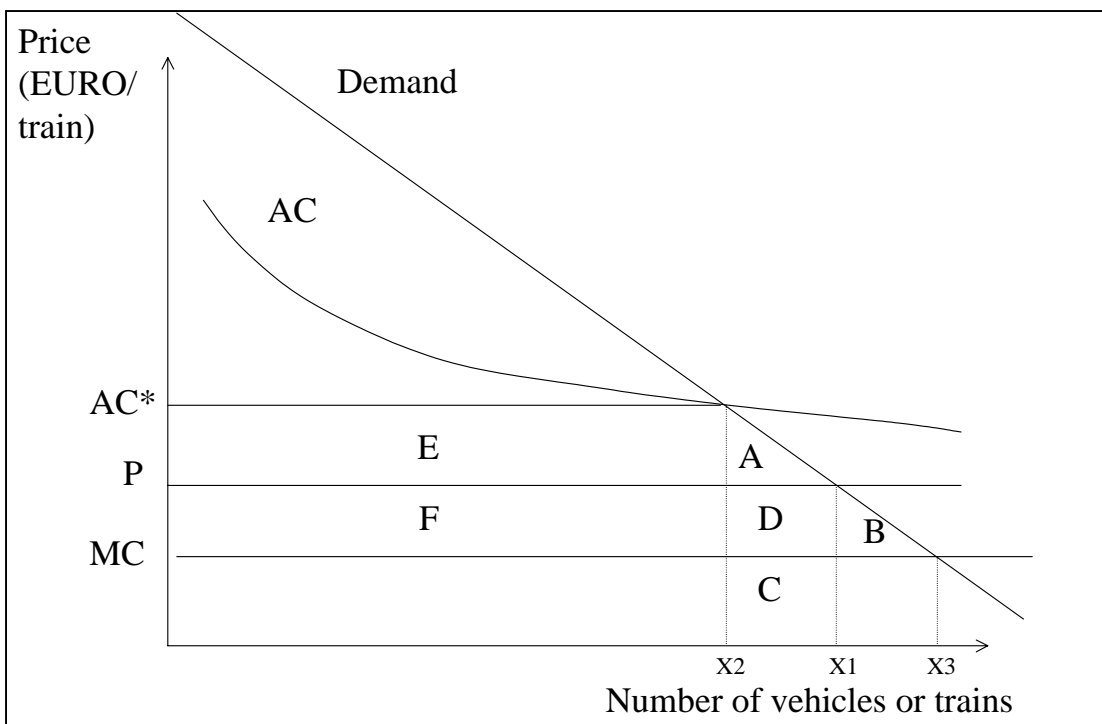 Price
(EURO/
train)
Demand
AC
AC*
E
A
P
F
D
B
MC
C
X2 X1 X3
Number of vehicles or trains